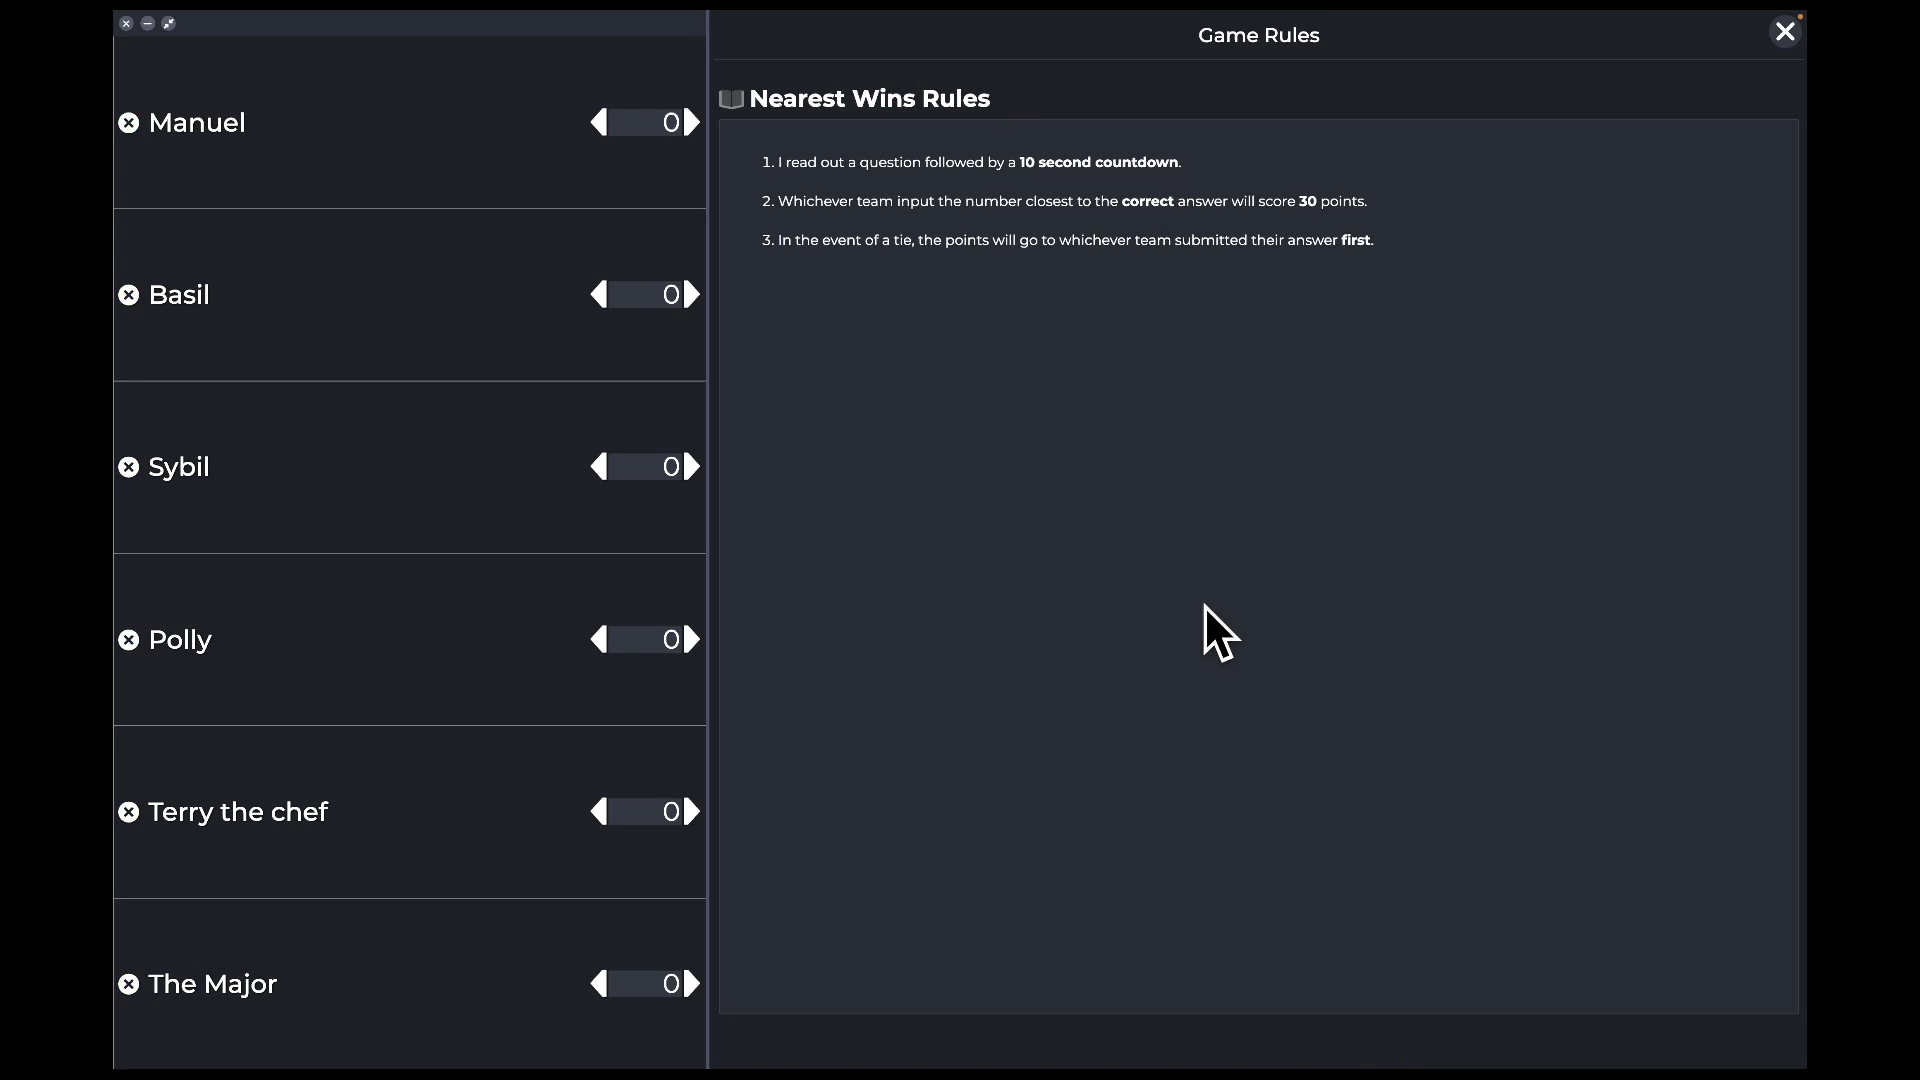 Manuel 0
Basil 0
Sybil 0
Polly 0
Terry the chef 0
The Major 0
Game Rules
Nearest Wins Rules
1. I read out a question followed by a 10 second countdown.
2. Whichever team input the number closest to the correct answer will score 30 points.
3. In the event of a tie, the points will go to whichever team submitted their answer first.